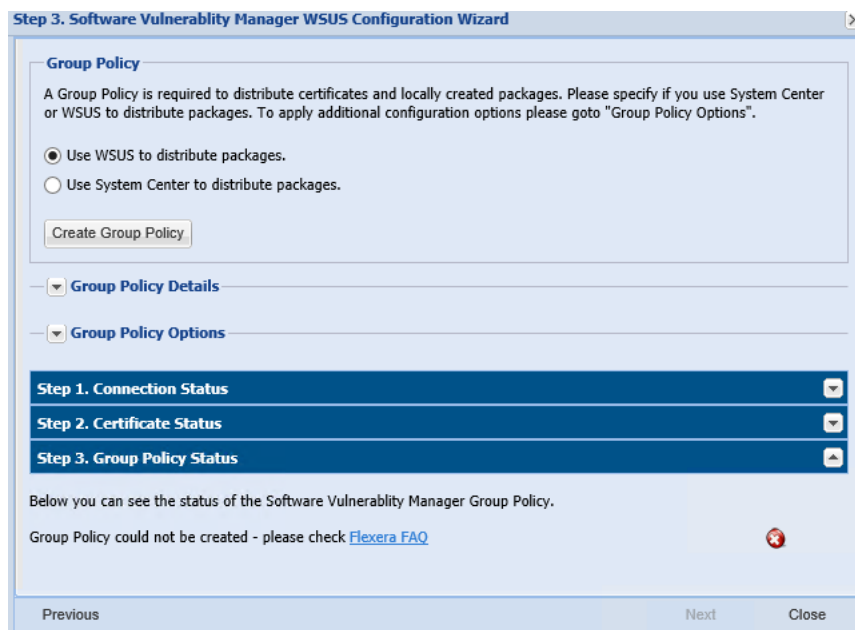 Step 3. Software Vulnerablity Manager WSUS Configuration Wizard
Group Policy
A Group Policy is required to distribute certificates and locally created packages. Please specify if you use System Center
or WSUS to distribute packages. To apply additional configuration options please goto "Group Policy Options".
Use WSUS to distribute packages.
Use System Center to distribute packages.
Create Group Policy
Group Policy Details
Group Policy Options
Step 1. Connection Status
Step 2. Certificate Status
Step 3. Group Policy Status
Below you can see the status of the Software Vulnerablity Manager Group Policy.
Group Policy could not be created - please check Flexera FAQ
Previous Next Close